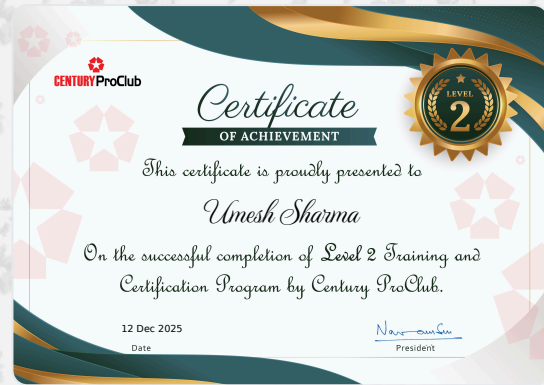 CENTURY ProClub
Certificate
OF ACHIEVEMENT
LEVEL
2
This certificate is proudly presented to
Umesh Sharma
On the successful completion of Level 2 Training and
Certification Program by Century ProClub.
12 Dec 2025
Date
President